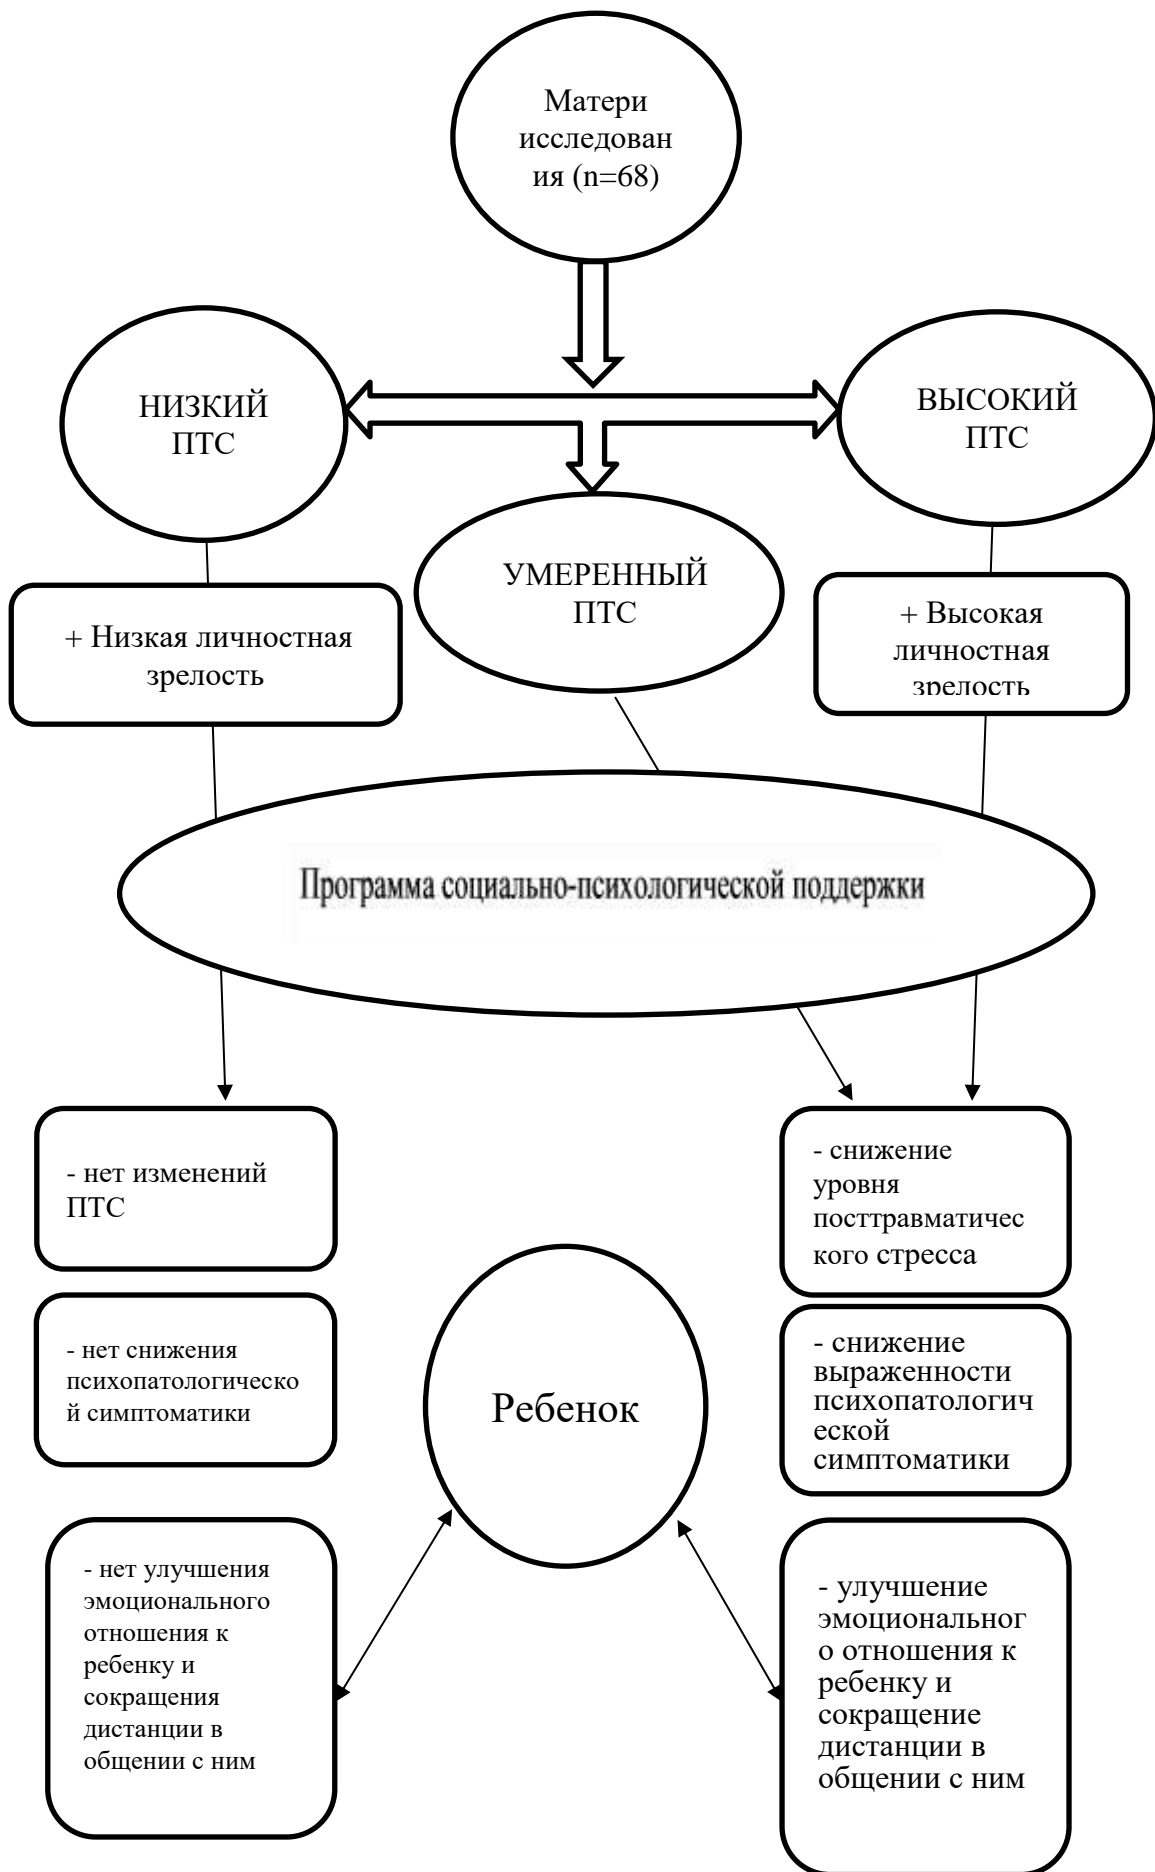 Матери
исследован
ия (n=68)
НИЗКИЙ
ПТС
ВЫСОКИЙ
ПТС
УМЕРЕННЫЙ
ПТС
+ Низкая личностная
зрелость
+ Высокая
личностная
зрелость
Программа социально-психологической поддержки
- нет изменений
ПТС
- снижение
уровня
посттравматичес
кого стресса
- нет снижения
психопатологическо
й симптоматики
- снижение
выраженности
психопатологич
еской
симптоматики
Ребенок
- нет улучшения
эмоционального
отношения к
ребенку и
сокращения
дистанции в
общении с ним
- улучшение
эмоциональног
о отношения к
ребенку и
сокращение
дистанции в
общении с ним